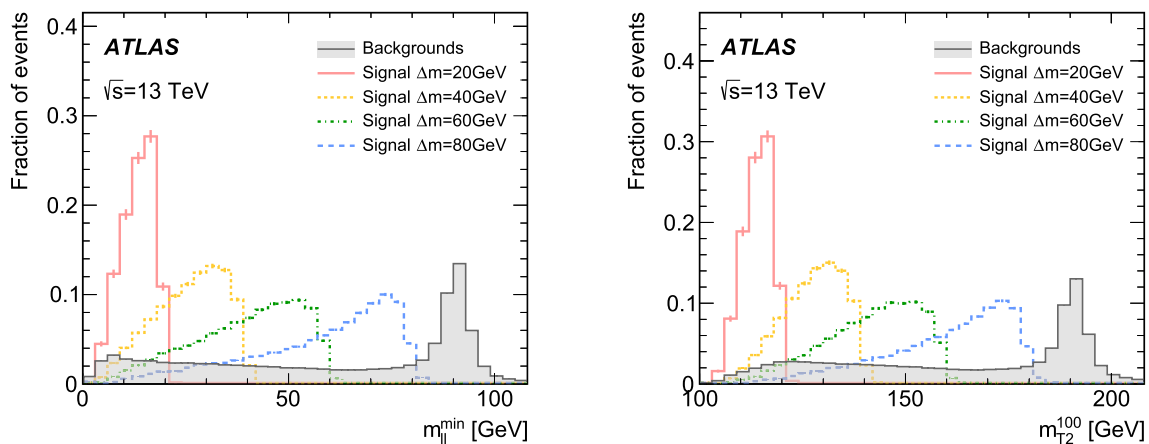 Fraction of events
0.4
0.3
0.2
0.1
0
0
50
100
m_ll^min [GeV]
ATLAS
√s=13 TeV
Backgrounds
Signal Δm=20GeV
Signal Δm=40GeV
Signal Δm=60GeV
Signal Δm=80GeV
Fraction of events
0.4
0.3
0.2
0.1
0
100
150
200
m_T2^100 [GeV]
ATLAS
√s=13 TeV
Backgrounds
Signal Δm=20GeV
Signal Δm=40GeV
Signal Δm=60GeV
Signal Δm=80GeV